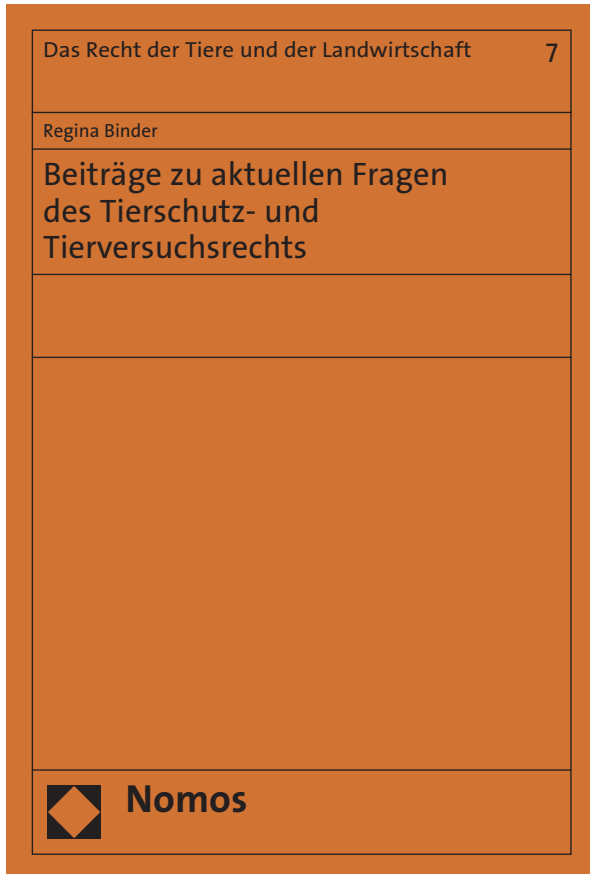 Das Recht der Tiere und der Landwirtschaft 7
Regina Binder
Beiträge zu aktuellen Fragen
des Tierschutz- und
Tierversuchsrechts
Nomos